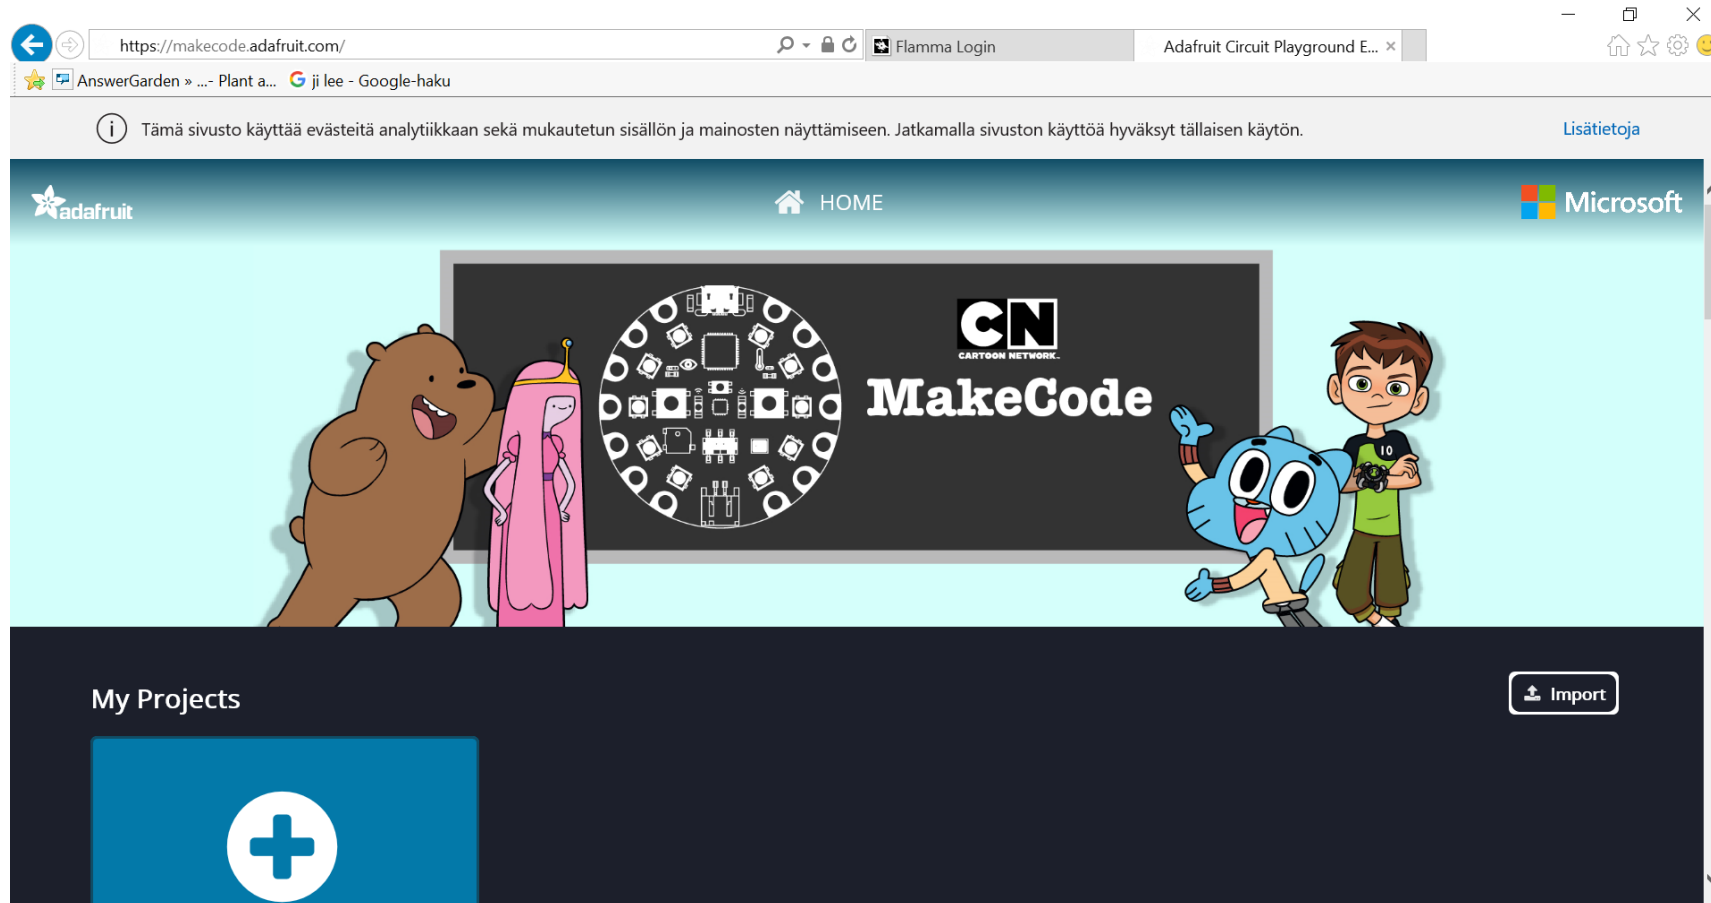 https://makecode.adafruit.com/
Flamma Login
Adafruit Circuit Playground E...
AnswerGarden » ...- Plant a...
ji lee - Google-haku
Tämä sivusto käyttää evästeitä analytiikkaan sekä mukautetun sisällön ja mainosten näyttämiseen. Jatkamalla sivuston käyttöä hyväksyt tällaisen käytön.
Lisätietoja
adafruit
HOME
Microsoft
CN
CARTOON NETWORK
MakeCode
10
My Projects
Import